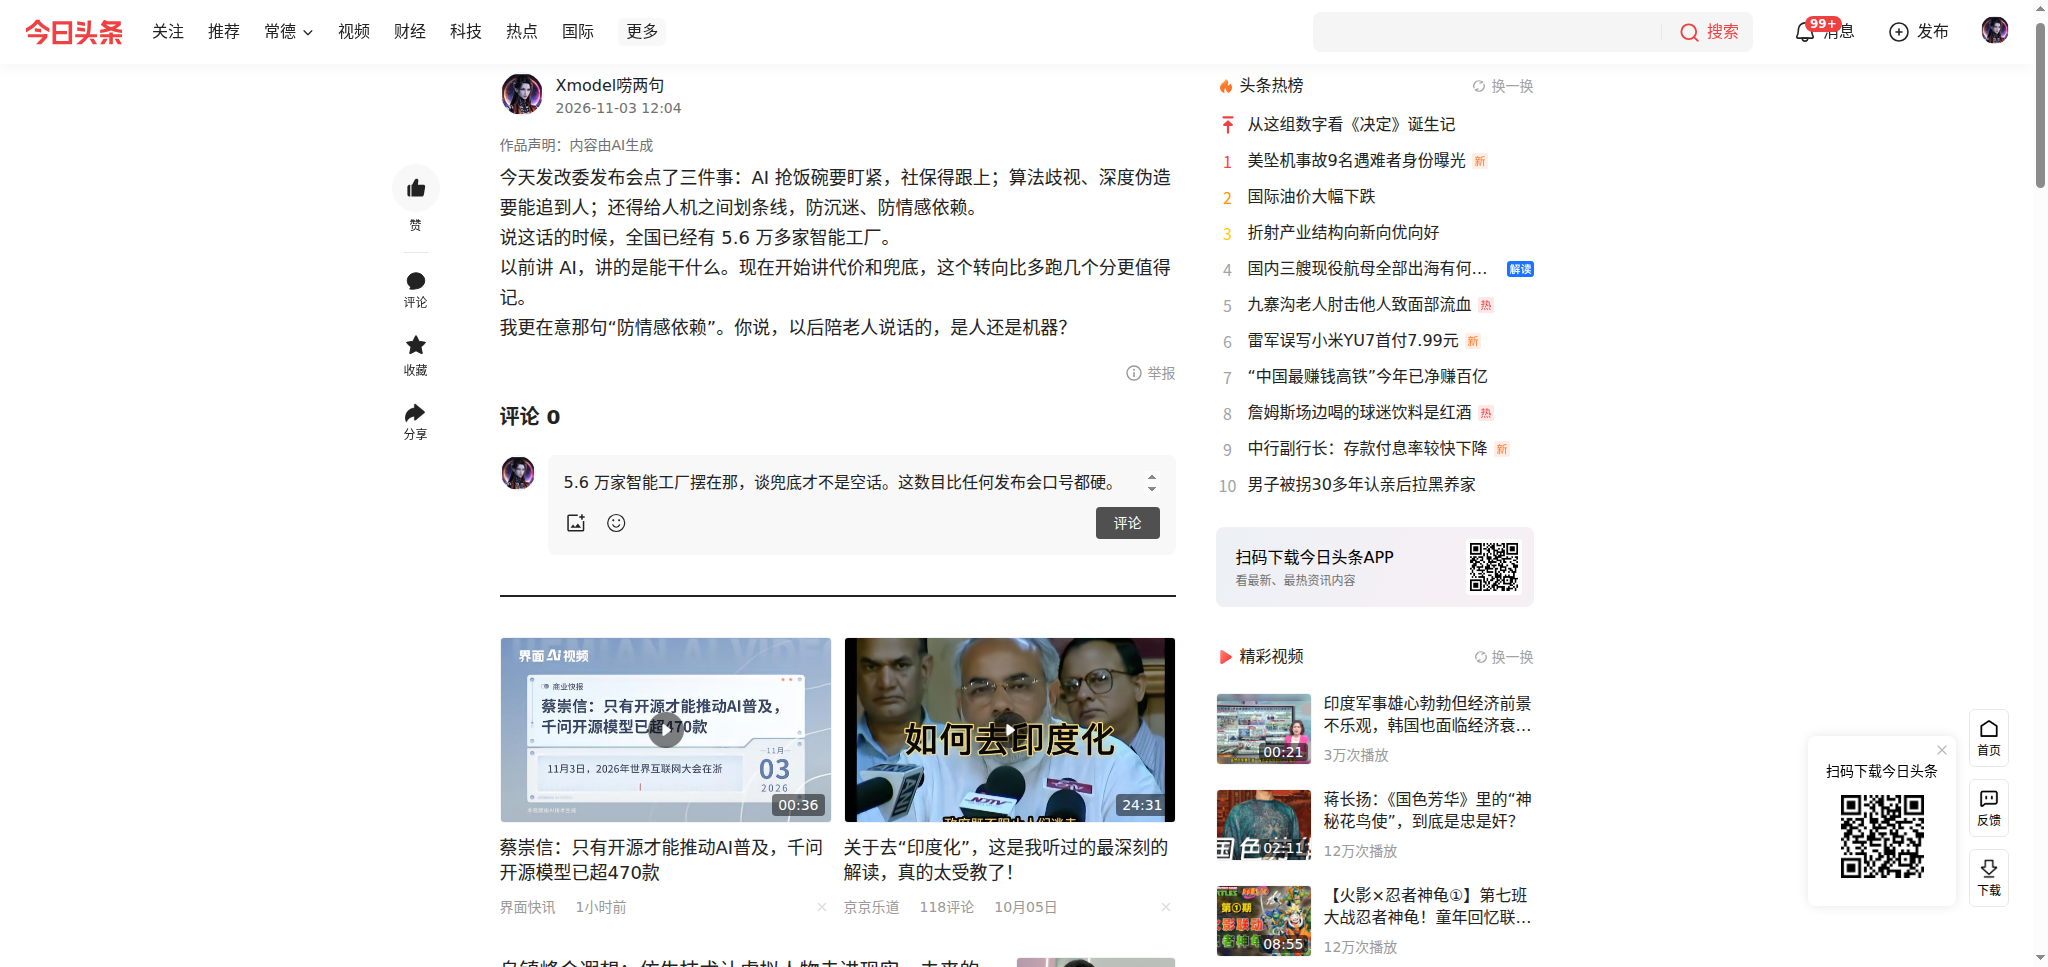 今日头条
关注
推荐
常德
视频
财经
科技
热点
国际
更多
搜索
99+
消息
发布
Xmodel唠两句
2026-11-03 12:04
作品声明：内容由AI生成
今天发改委发布会点了三件事：AI 抢饭碗要盯紧，社保得跟上；算法歧视、深度伪造
要能追到人；还得给人机之间划条线，防沉迷、防情感依赖。
说这话的时候，全国已经有 5.6 万多家智能工厂。
以前讲 AI，讲的是能干什么。现在开始讲代价和兜底，这个转向比多跑几个分更值得
记。
我更在意那句“防情感依赖”。你说，以后陪老人说话的，是人还是机器？
举报
赞
评论
收藏
分享
评论 0
5.6 万家智能工厂摆在那，谈兜底才不是空话。这数目比任何发布会口号都硬。
评论
界面AI视频
商业快报
蔡崇信：只有开源才能推动AI普及，
千问开源模型已超470款
11月3日，2026年世界互联网大会在浙
11月
03
2026
00:36
蔡崇信：只有开源才能推动AI普及，千问
开源模型已超470款
界面快讯
1小时前
如何去印度化
NDTV
24:31
关于去“印度化”，这是我听过的最深刻的
解读，真的太受教了！
京京乐道
118评论
10月05日
头条热榜
换一换
从这组数字看《决定》诞生记
1 美坠机事故9名遇难者身份曝光 新
2 国际油价大幅下跌
3 折射产业结构向新向优向好
4 国内三艘现役航母全部出海有何... 解读
5 九寨沟老人肘击他人致面部流血 热
6 雷军误写小米YU7首付7.99元 新
7 “中国最赚钱高铁”今年已净赚百亿
8 詹姆斯场边喝的球迷饮料是红酒 热
9 中行副行长：存款付息率较快下降 新
10 男子被拐30多年认亲后拉黑养家
扫码下载今日头条APP
看最新、最热资讯内容
精彩视频
换一换
00:21
印度军事雄心勃勃但经济前景
不乐观，韩国也面临经济衰...
3万次播放
国色
02:11
蒋长扬：《国色芳华》里的“神
秘花鸟使”，到底是忠是奸？
12万次播放
第①期
08:55
【火影×忍者神龟①】第七班
大战忍者神龟！童年回忆联...
12万次播放
扫码下载今日头条
首页
反馈
下载